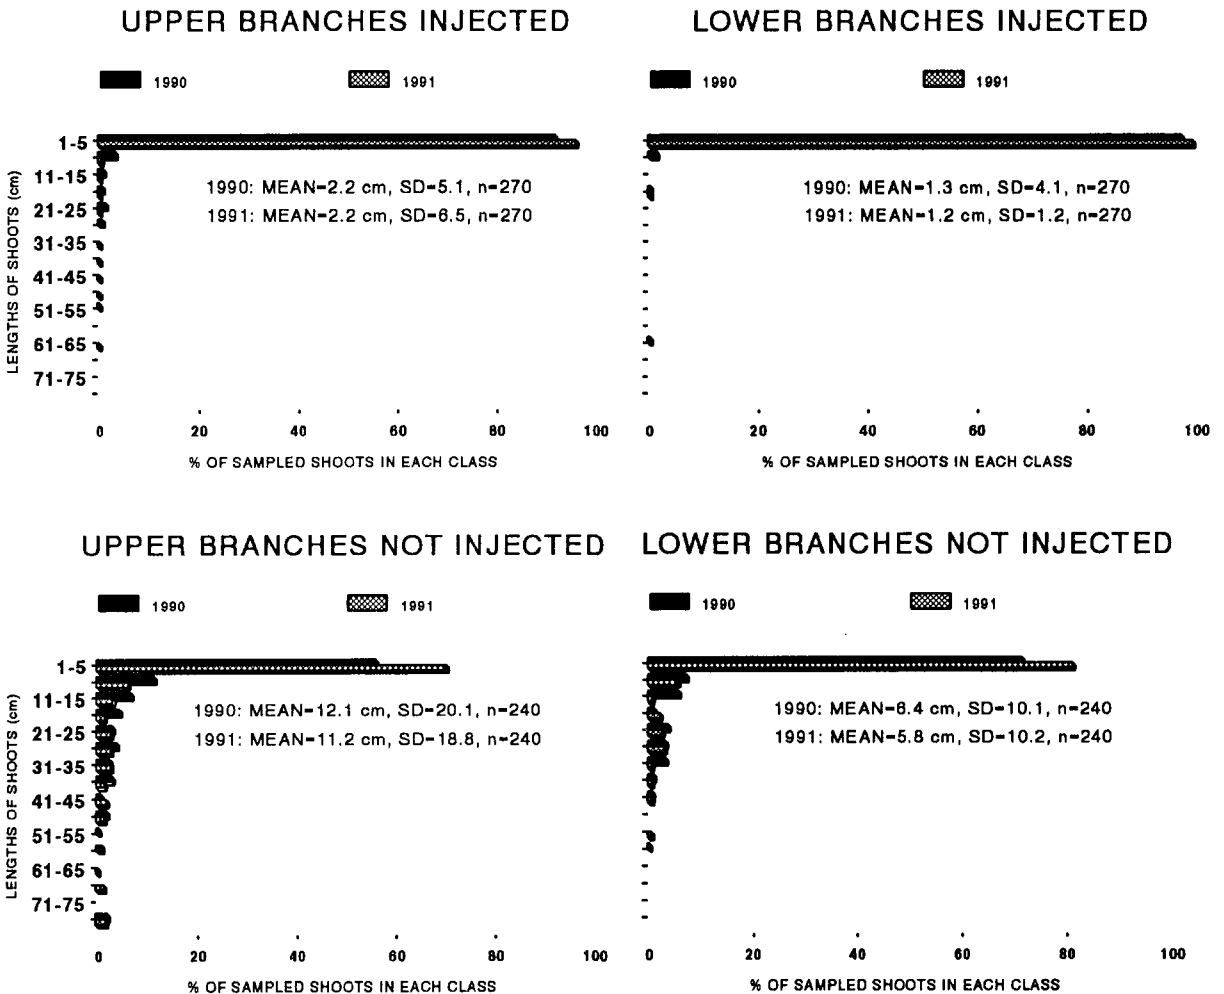 UPPER BRANCHES INJECTED
1990 1991
LENGTHS OF SHOOTS (cm)
1-5
11-15
21-25
31-35
41-45
51-55
61-65
71-75
1990: MEAN=2.2 cm, SD=5.1, n=270
1991: MEAN=2.2 cm, SD=6.5, n=270
0 20 40 60 80 100
% OF SAMPLED SHOOTS IN EACH CLASS
LOWER BRANCHES INJECTED
1990 1991
1990: MEAN=1.3 cm, SD=4.1, n=270
1991: MEAN=1.2 cm, SD=1.2, n=270
0 20 40 60 80 100
% OF SAMPLED SHOOTS IN EACH CLASS
UPPER BRANCHES NOT INJECTED
1990 1991
LENGTHS OF SHOOTS (cm)
1-5
11-15
21-25
31-35
41-45
51-55
61-65
71-75
1990: MEAN=12.1 cm, SD=20.1, n=240
1991: MEAN=11.2 cm, SD=18.8, n=240
0 20 40 60 80 100
% OF SAMPLED SHOOTS IN EACH CLASS
LOWER BRANCHES NOT INJECTED
1990 1991
1990: MEAN=6.4 cm, SD=10.1, n=240
1991: MEAN=5.8 cm, SD=10.2, n=240
0 20 40 60 80 100
% OF SAMPLED SHOOTS IN EACH CLASS